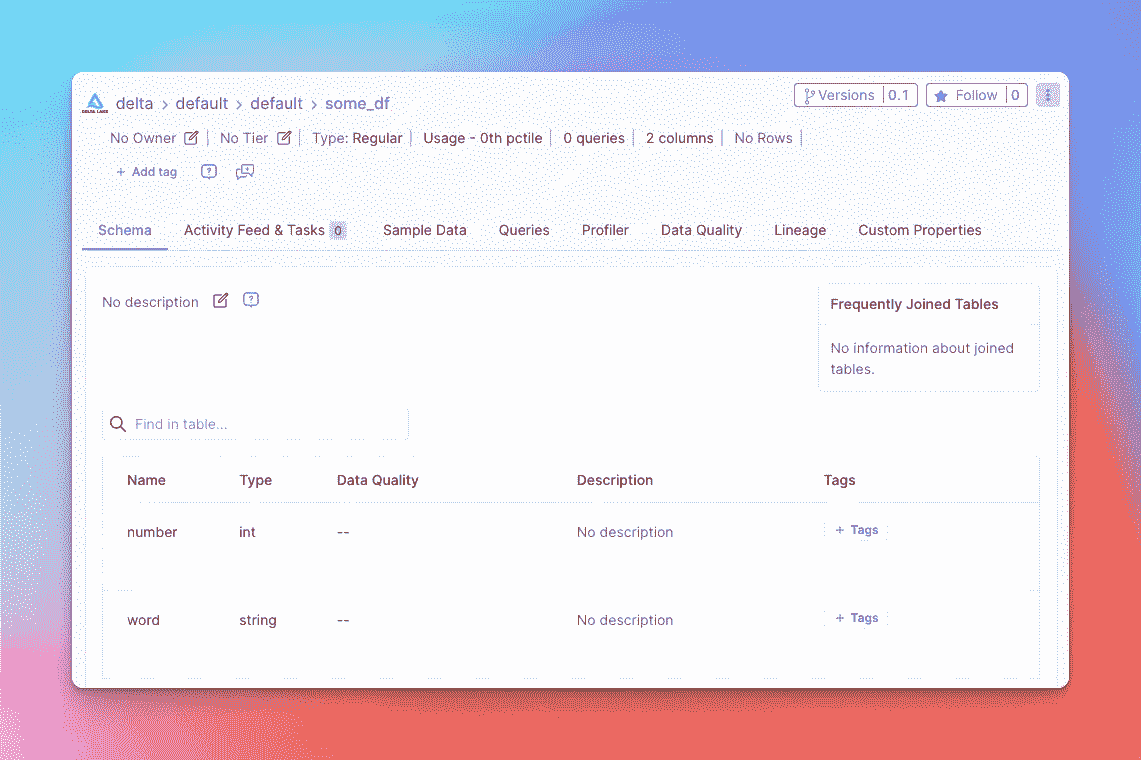 DELTA LAKE
delta > default > default > some_df
Versions 0.1
Follow 0
No Owner | No Tier | Type: Regular | Usage - 0th pctile | 0 queries | 2 columns | No Rows |
+ Add tag
Schema Activity Feed & Tasks 0 Sample Data Queries Profiler Data Quality Lineage Custom Properties
No description
Frequently Joined Tables
No information about joined
tables.
Find in table...
Name Type Data Quality Description Tags
number int -- No description + Tags
word string -- No description + Tags